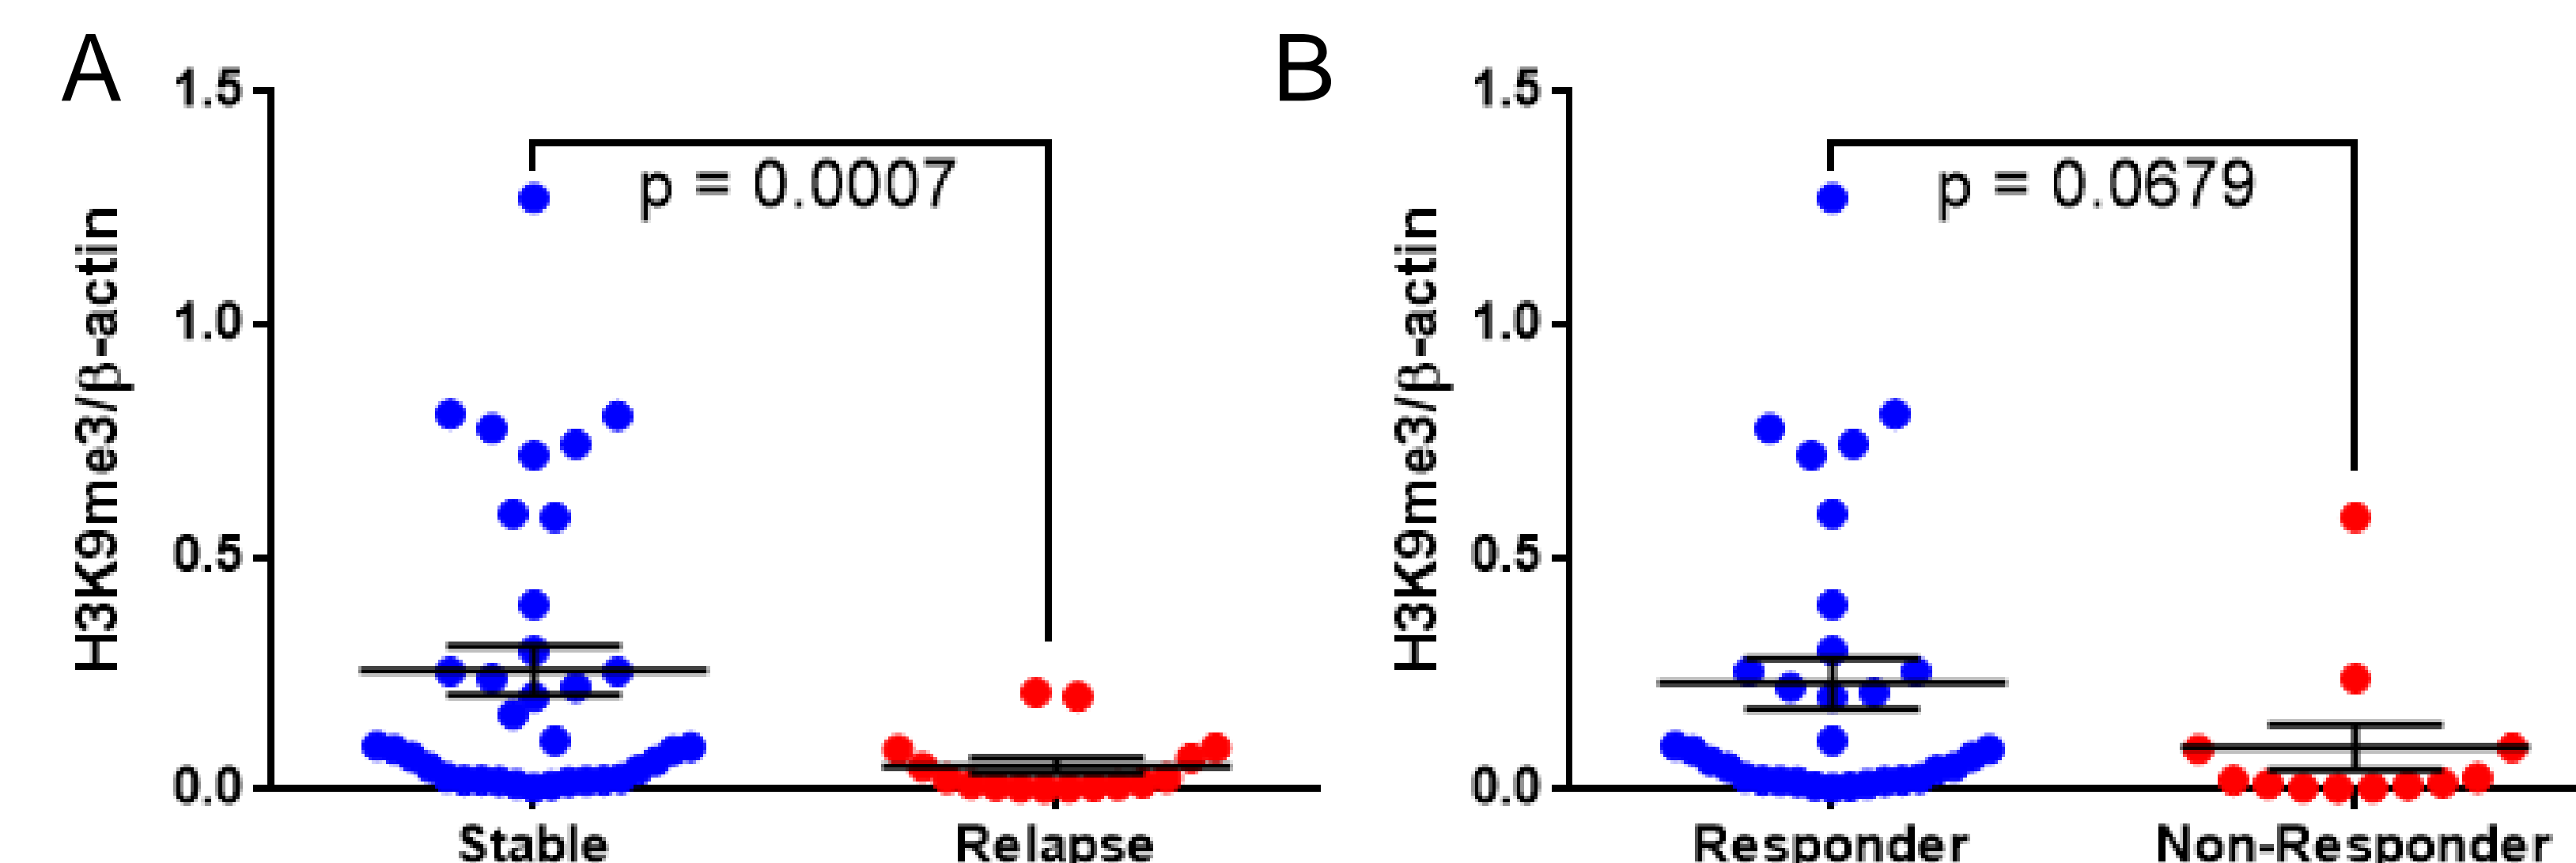 A
1.5
1.0
0.5
0.0
H3K9me3/β-actin
p = 0.0007
Stable
Relapse
B
1.5
1.0
0.5
0.0
H3K9me3/β-actin
p = 0.0679
Responder
Non-Responder